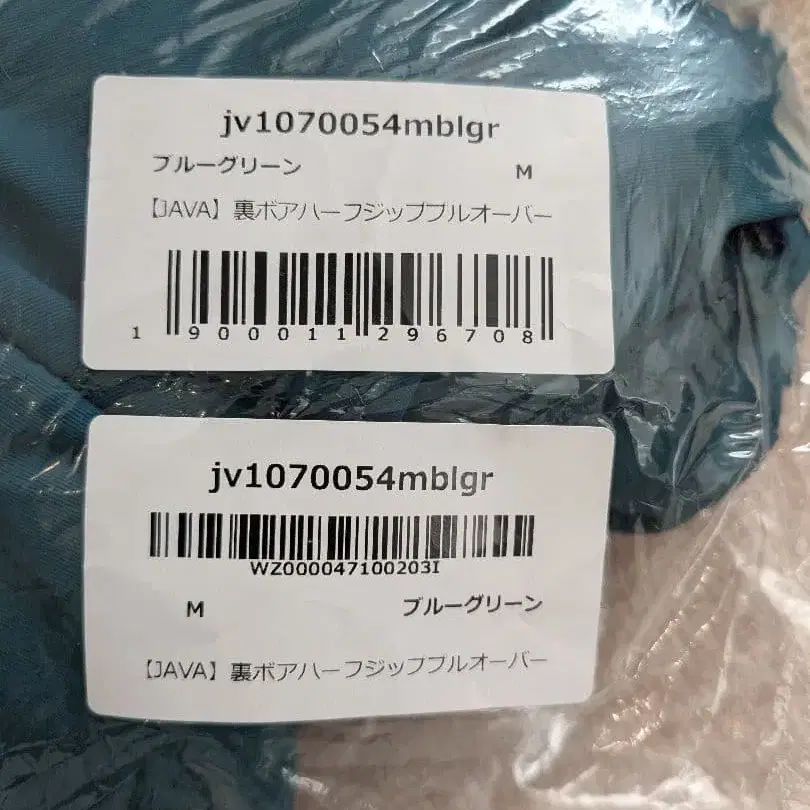 jv1070054mblgr
ブルーグリーン M
【JAVA】裏ボアハーフジッププルオーバー
1 900011 296708
jv1070054mblgr
WZ000047100203I
M ブルーグリーン
【JAVA】裏ボアハーフジッププルオーバー